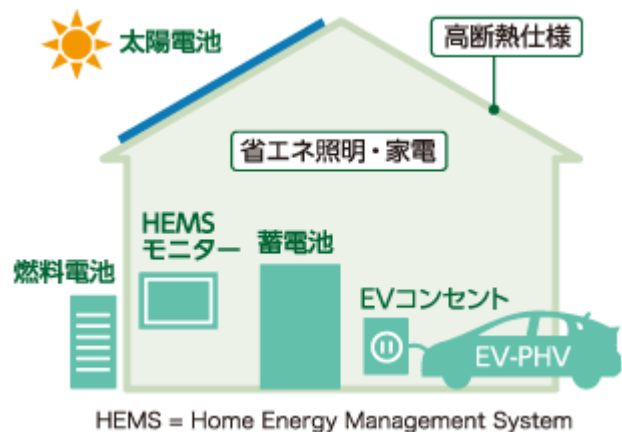 太陽電池
高断熱仕様
省エネ照明・家電
HEMS
モニター
蓄電池
燃料電池
EVコンセント
EV-PHV
HEMS = Home Energy Management System